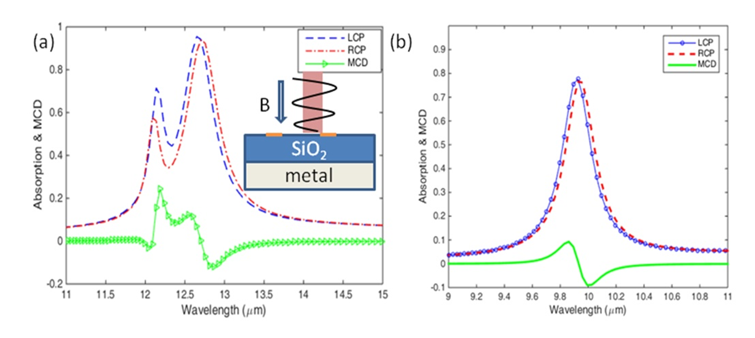 (a)
Absorption & MCD
1
0.8
0.6
0.4
0.2
0
-0.2
11 11.5 12 12.5 13 13.5 14 14.5 15
Wavelength (μm)
LCP
RCP
MCD
B
SiO2
metal
(b)
Absorption & MCD
0.9
0.8
0.7
0.6
0.5
0.4
0.3
0.2
0.1
0
-0.1
9 9.2 9.4 9.6 9.8 10 10.2 10.4 10.6 10.8 11
Wavelength (μm)
LCP
RCP
MCD